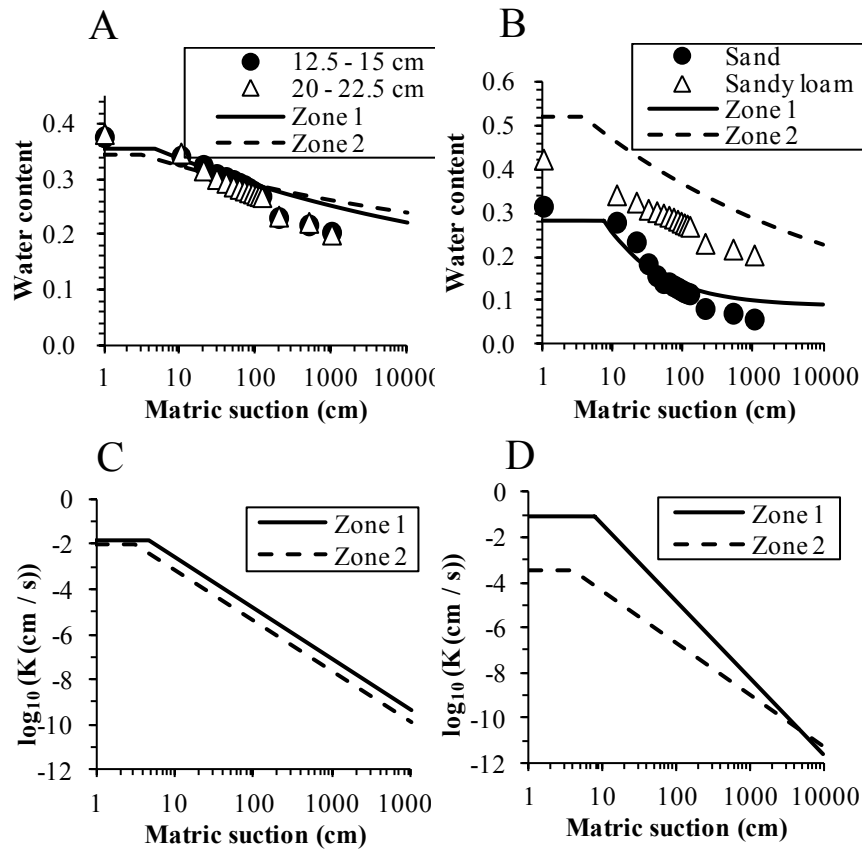 A
12.5 - 15 cm
20 - 22.5 cm
Zone 1
Zone 2
0.4
0.3
0.2
0.1
0.0
Water content
1 10 100 1000 10000
Matric suction (cm)
B
Sand
Sandy loam
Zone 1
Zone 2
0.6
0.5
0.4
0.3
0.2
0.1
0.0
Water content
1 10 100 1000 10000
Matric suction (cm)
C
Zone 1
Zone 2
0
-2
-4
-6
-8
-10
-12
log10 (K (cm / s))
1 10 100 1000 10000
Matric suction (cm)
D
Zone 1
Zone 2
0
-2
-4
-6
-8
-10
-12
log10 (K (cm / s))
1 10 100 1000 10000
Matric suction (cm)